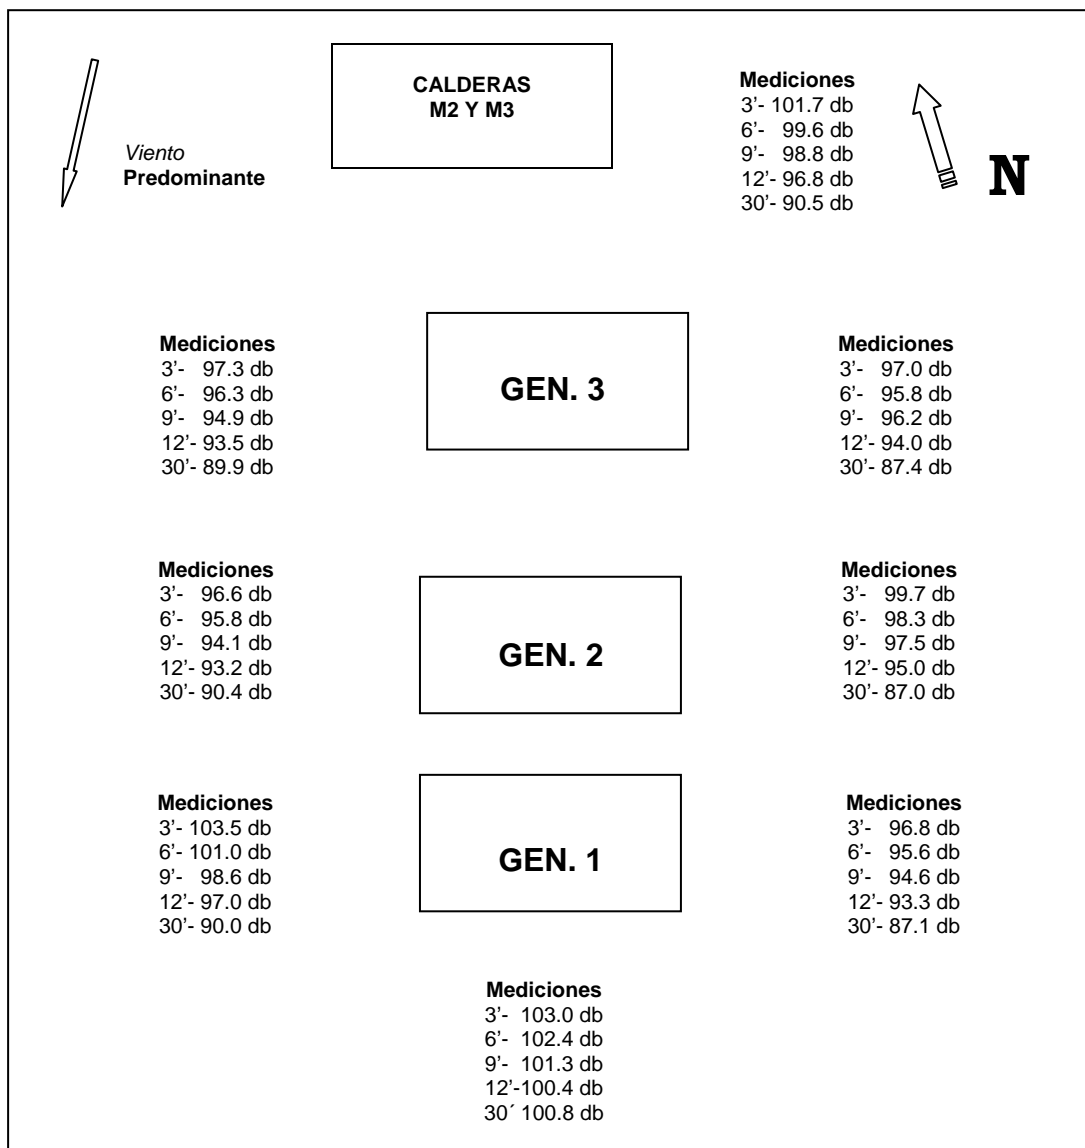 CALDERAS
M2 Y M3
Viento
Predominante
Mediciones
3’- 101.7 db
6’- 99.6 db
9’- 98.8 db
12’- 96.8 db
30’- 90.5 db
N
Mediciones
3’- 97.3 db
6’- 96.3 db
9’- 94.9 db
12’- 93.5 db
30’- 89.9 db
GEN. 3
Mediciones
3’- 97.0 db
6’- 95.8 db
9’- 96.2 db
12’- 94.0 db
30’- 87.4 db
Mediciones
3’- 96.6 db
6’- 95.8 db
9’- 94.1 db
12’- 93.2 db
30’- 90.4 db
GEN. 2
Mediciones
3’- 99.7 db
6’- 98.3 db
9’- 97.5 db
12’- 95.0 db
30’- 87.0 db
Mediciones
3’- 103.5 db
6’- 101.0 db
9’- 98.6 db
12’- 97.0 db
30’- 90.0 db
GEN. 1
Mediciones
3’- 96.8 db
6’- 95.6 db
9’- 94.6 db
12’- 93.3 db
30’- 87.1 db
Mediciones
3’- 103.0 db
6’- 102.4 db
9’- 101.3 db
12’-100.4 db
30´ 100.8 db